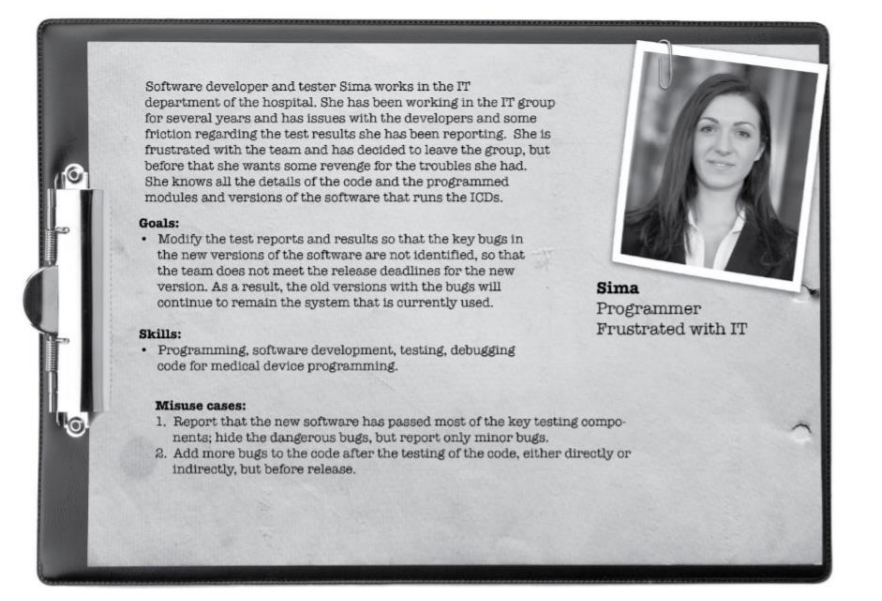 Software developer and tester Sima works in the IT
department of the hospital. She has been working in the IT group
for several years and has issues with the developers and some
friction regarding the test results she has been reporting. She is
frustrated with the team and has decided to leave the group, but
before that she wants some revenge for the troubles she had.
She knows all the details of the code and the programmed
modules and versions of the software that runs the ICDs.
Goals:
• Modify the test reports and results so that the key bugs in
the new versions of the software are not identified, so that
the team does not meet the release deadlines for the new
version. As a result, the old versions with the bugs will
continue to remain the system that is currently used.
Skills:
• Programming, software development, testing, debugging
code for medical device programming.
Misuse cases:
1. Report that the new software has passed most of the key testing compo-
nents; hide the dangerous bugs, but report only minor bugs.
2. Add more bugs to the code after the testing of the code, either directly or
indirectly, but before release.
Sima
Programmer
Frustrated with IT